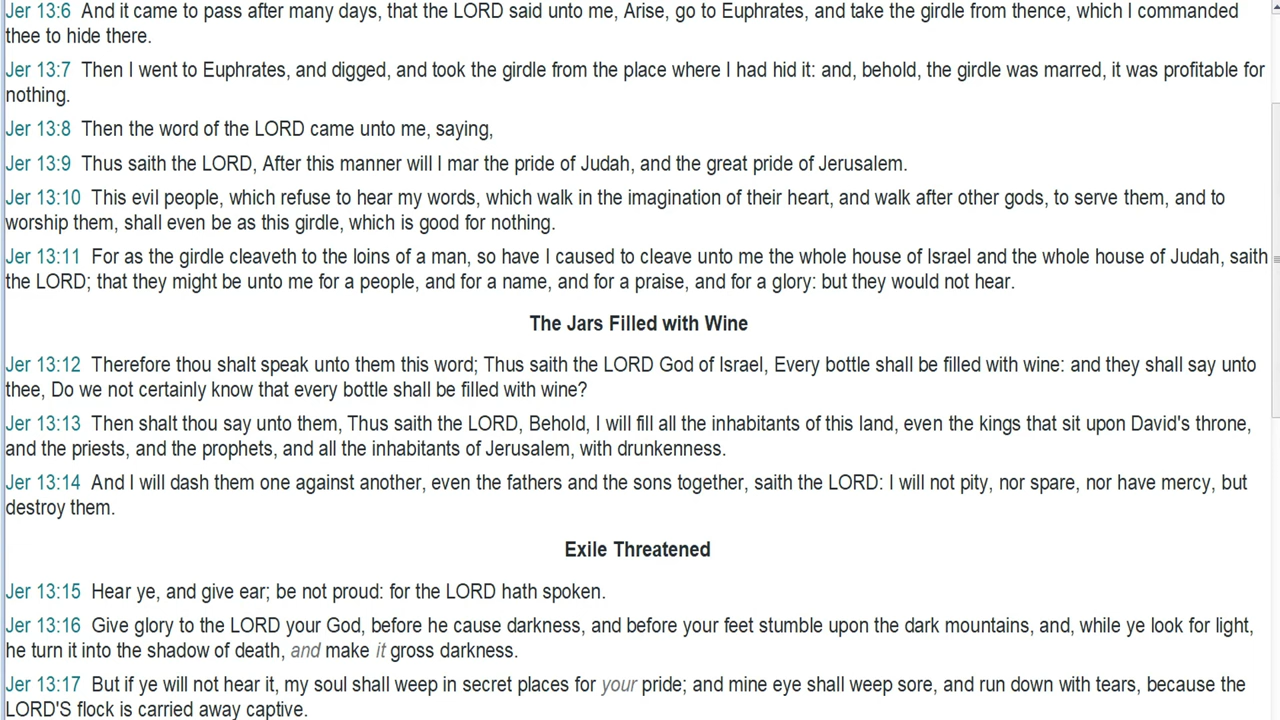 Jer 13:6 And it came to pass after many days, that the LORD said unto me, Arise, go to Euphrates, and take the girdle from thence, which I commanded
thee to hide there.
Jer 13:7 Then I went to Euphrates, and digged, and took the girdle from the place where I had hid it: and, behold, the girdle was marred, it was profitable for
nothing.
Jer 13:8 Then the word of the LORD came unto me, saying,
Jer 13:9 Thus saith the LORD, After this manner will I mar the pride of Judah, and the great pride of Jerusalem.
Jer 13:10 This evil people, which refuse to hear my words, which walk in the imagination of their heart, and walk after other gods, to serve them, and to
worship them, shall even be as this girdle, which is good for nothing.
Jer 13:11 For as the girdle cleaveth to the loins of a man, so have I caused to cleave unto me the whole house of Israel and the whole house of Judah, saith
the LORD; that they might be unto me for a people, and for a name, and for a praise, and for a glory: but they would not hear.
The Jars Filled with Wine
Jer 13:12 Therefore thou shalt speak unto them this word; Thus saith the LORD God of Israel, Every bottle shall be filled with wine: and they shall say unto
thee, Do we not certainly know that every bottle shall be filled with wine?
Jer 13:13 Then shalt thou say unto them, Thus saith the LORD, Behold, I will fill all the inhabitants of this land, even the kings that sit upon David's throne,
and the priests, and the prophets, and all the inhabitants of Jerusalem, with drunkenness.
Jer 13:14 And I will dash them one against another, even the fathers and the sons together, saith the LORD: I will not pity, nor spare, nor have mercy, but
destroy them.
Exile Threatened
Jer 13:15 Hear ye, and give ear; be not proud: for the LORD hath spoken.
Jer 13:16 Give glory to the LORD your God, before he cause darkness, and before your feet stumble upon the dark mountains, and, while ye look for light,
he turn it into the shadow of death, and make it gross darkness.
Jer 13:17 But if ye will not hear it, my soul shall weep in secret places for your pride; and mine eye shall weep sore, and run down with tears, because the
LORD'S flock is carried away captive.